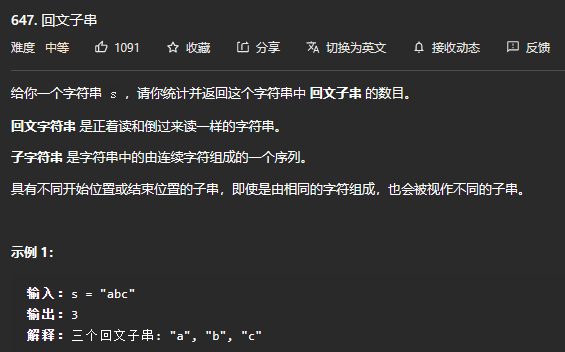 647. 回文子串
难度 中等 1091 收藏 分享 切换为英文 接收动态 反馈
给你一个字符串 s ，请你统计并返回这个字符串中 回文子串 的数目。
回文字符串 是正着读和倒过来读一样的字符串。
子字符串 是字符串中的由连续字符组成的一个序列。
具有不同开始位置或结束位置的子串，即使是由相同的字符组成，也会被视作不同的子串。
示例 1：
输入：s = "abc"
输出：3
解释：三个回文子串: "a", "b", "c"